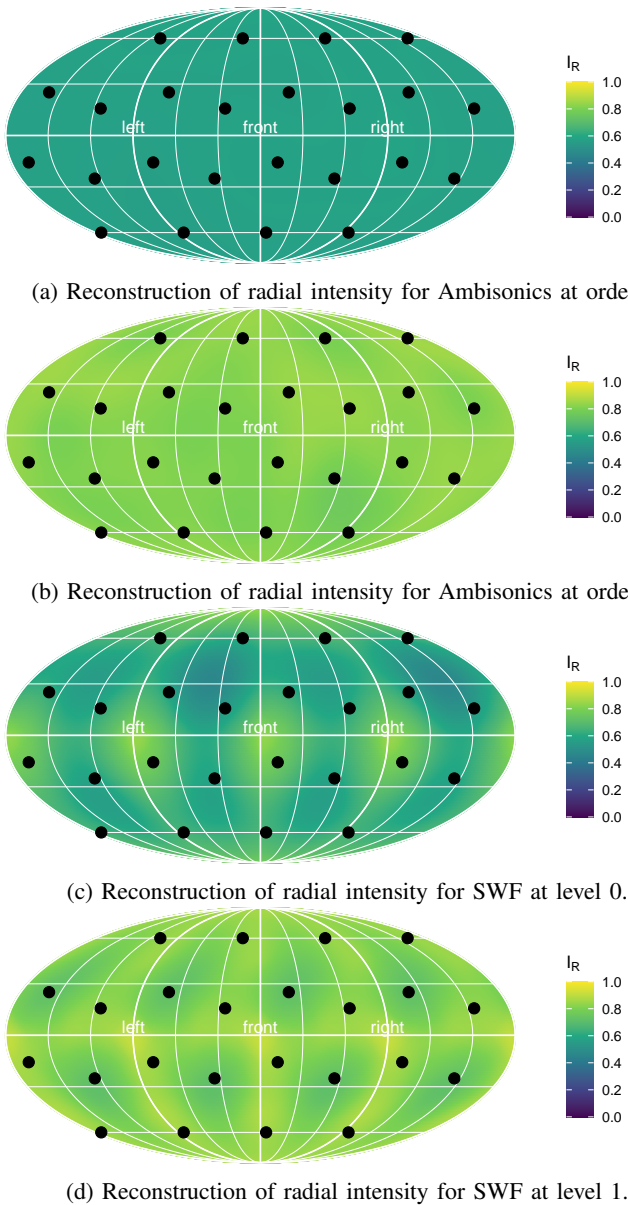 I_R
1.0
0.8
0.6
0.4
0.2
0.0
left front right
(a) Reconstruction of radial intensity for Ambisonics at orde
I_R
1.0
0.8
0.6
0.4
0.2
0.0
left front right
(b) Reconstruction of radial intensity for Ambisonics at orde
I_R
1.0
0.8
0.6
0.4
0.2
0.0
left front right
(c) Reconstruction of radial intensity for SWF at level 0.
I_R
1.0
0.8
0.6
0.4
0.2
0.0
left front right
(d) Reconstruction of radial intensity for SWF at level 1.